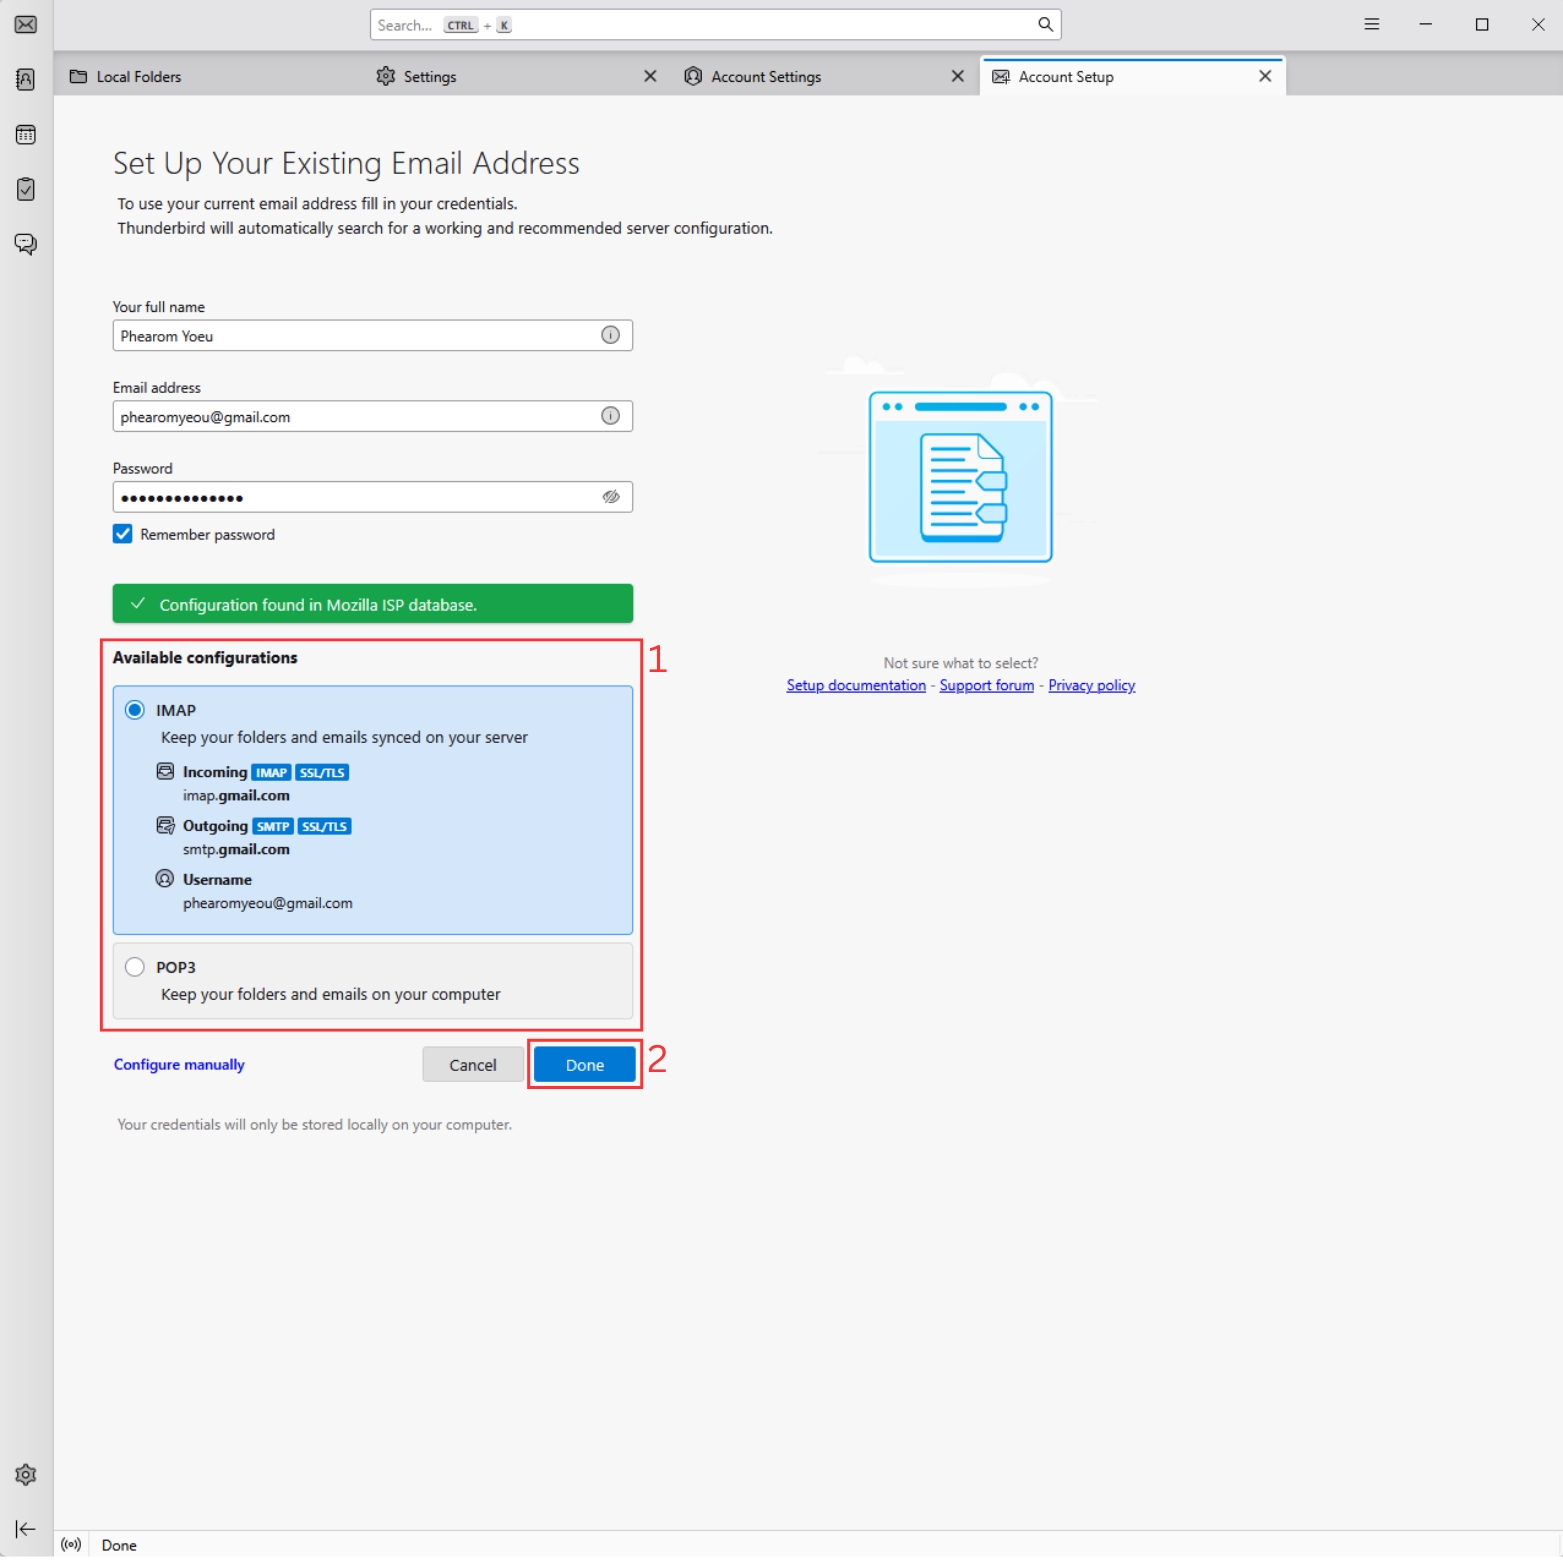 Search... CTRL + K
Local Folders
Settings
Account Settings
Account Setup
Set Up Your Existing Email Address
To use your current email address fill in your credentials.
Thunderbird will automatically search for a working and recommended server configuration.
Your full name
Phearom Yoeu
Email address
phearomyeou@gmail.com
Password
Remember password
Configuration found in Mozilla ISP database.
Available configurations
1
IMAP
Keep your folders and emails synced on your server
Incoming IMAP SSL/TLS
imap.gmail.com
Outgoing SMTP SSL/TLS
smtp.gmail.com
Username
phearomyeou@gmail.com
POP3
Keep your folders and emails on your computer
Configure manually
Cancel
Done
2
Your credentials will only be stored locally on your computer.
Not sure what to select?
Setup documentation - Support forum - Privacy policy
Done